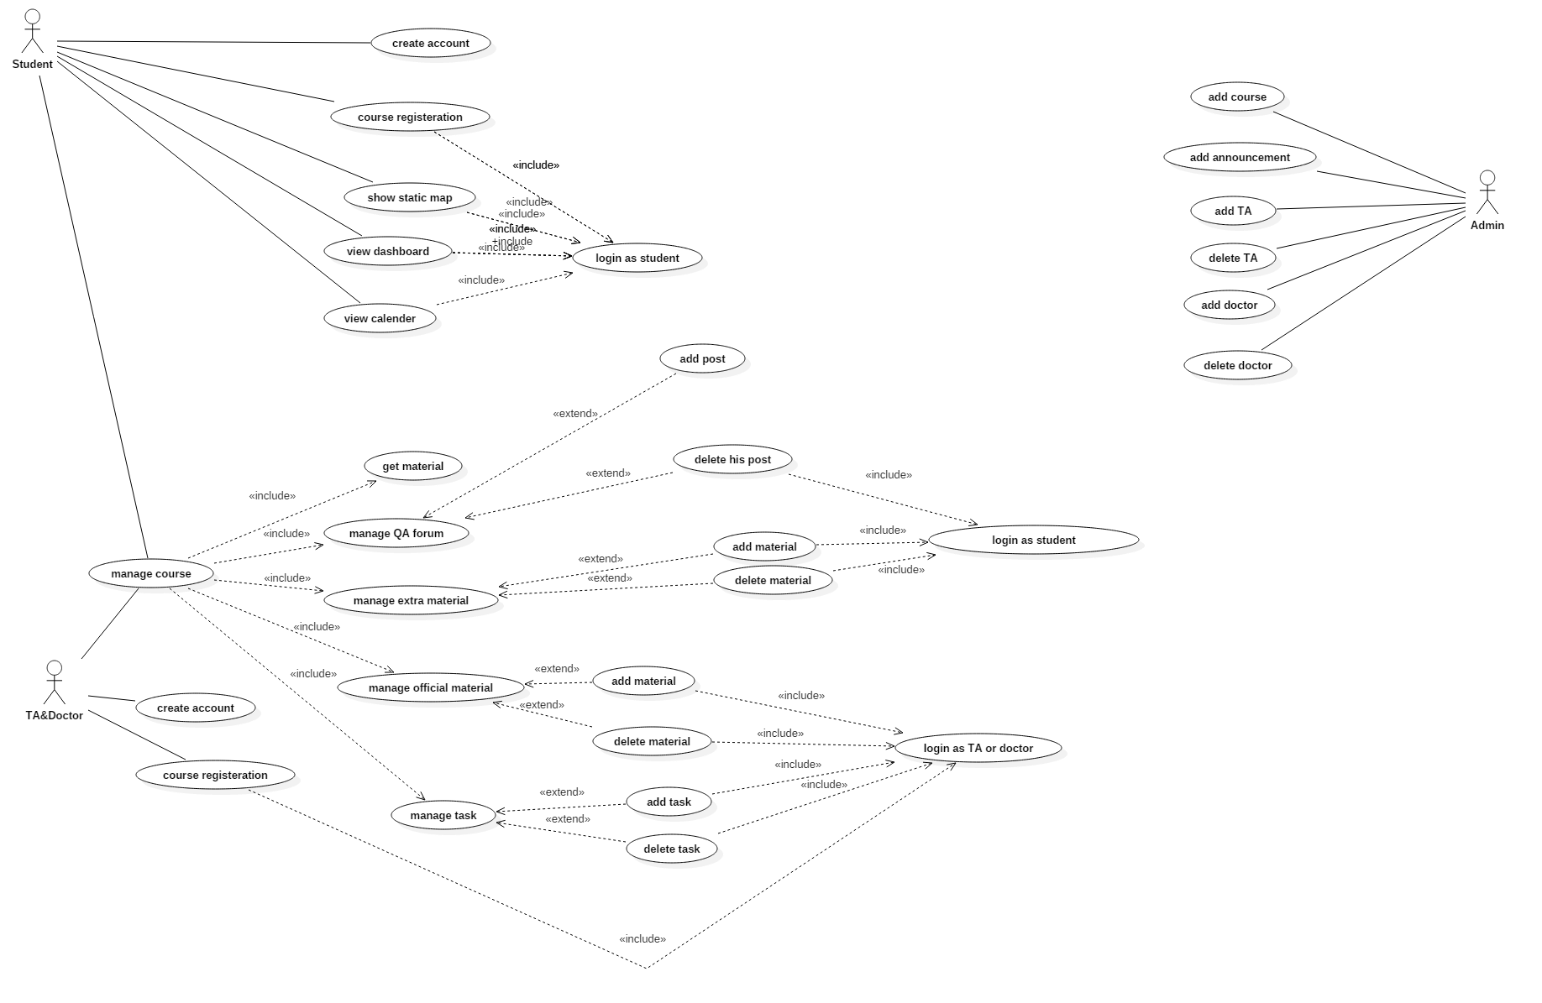 Student
create account
course registeration
«include»
show static map
«include»
«include»
«include»
+include
«include»
view dashboard
login as student
«include»
view calender
add course
add announcement
add TA
Admin
delete TA
add doctor
delete doctor
add post
«extend»
get material
delete his post
«extend»
«include»
«include»
«include»
manage QA forum
«include»
login as student
add material
«extend»
manage course
«include»
«extend»
delete material
«include»
manage extra material
«include»
«include»
manage official material
«extend»
add material
«include»
«extend»
TA&Doctor
create account
delete material
«include»
login as TA or doctor
course registeration
«include»
«include»
«extend»
add task
manage task
«extend»
delete task
«include»